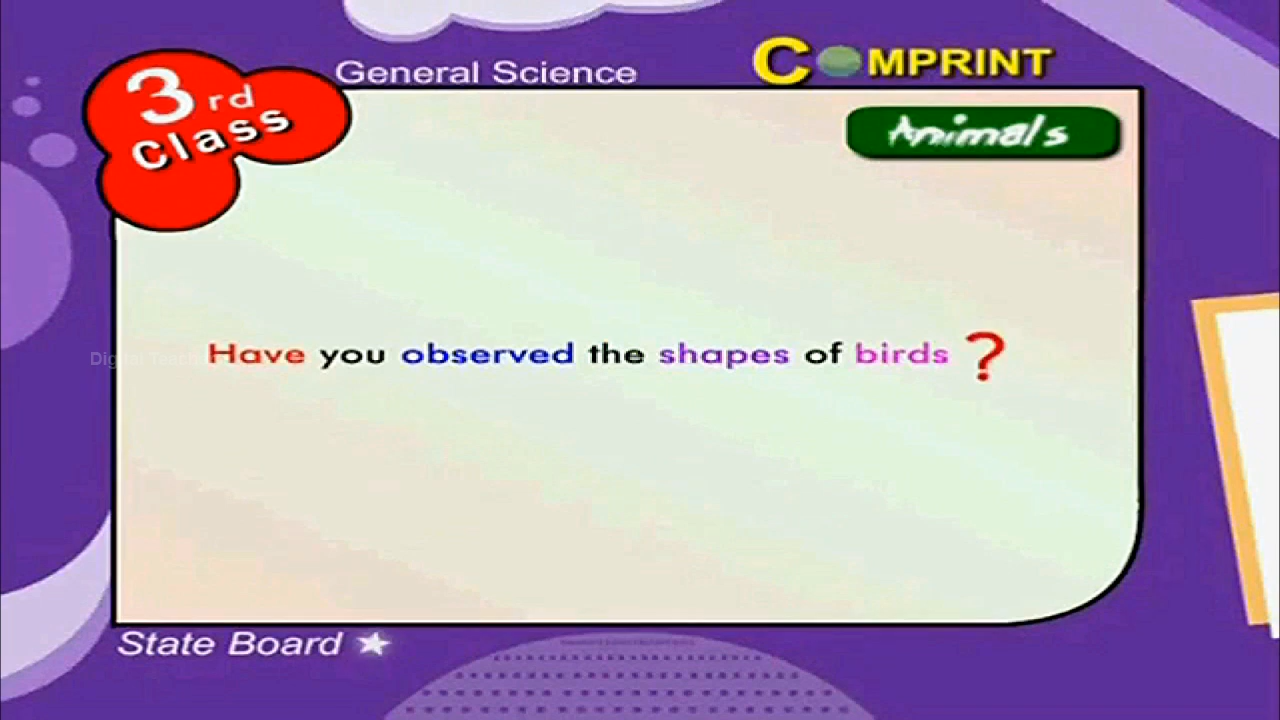 General Science
COMPRINT
3rd
Class
Animals
Have you observed the shapes of birds ?
State Board